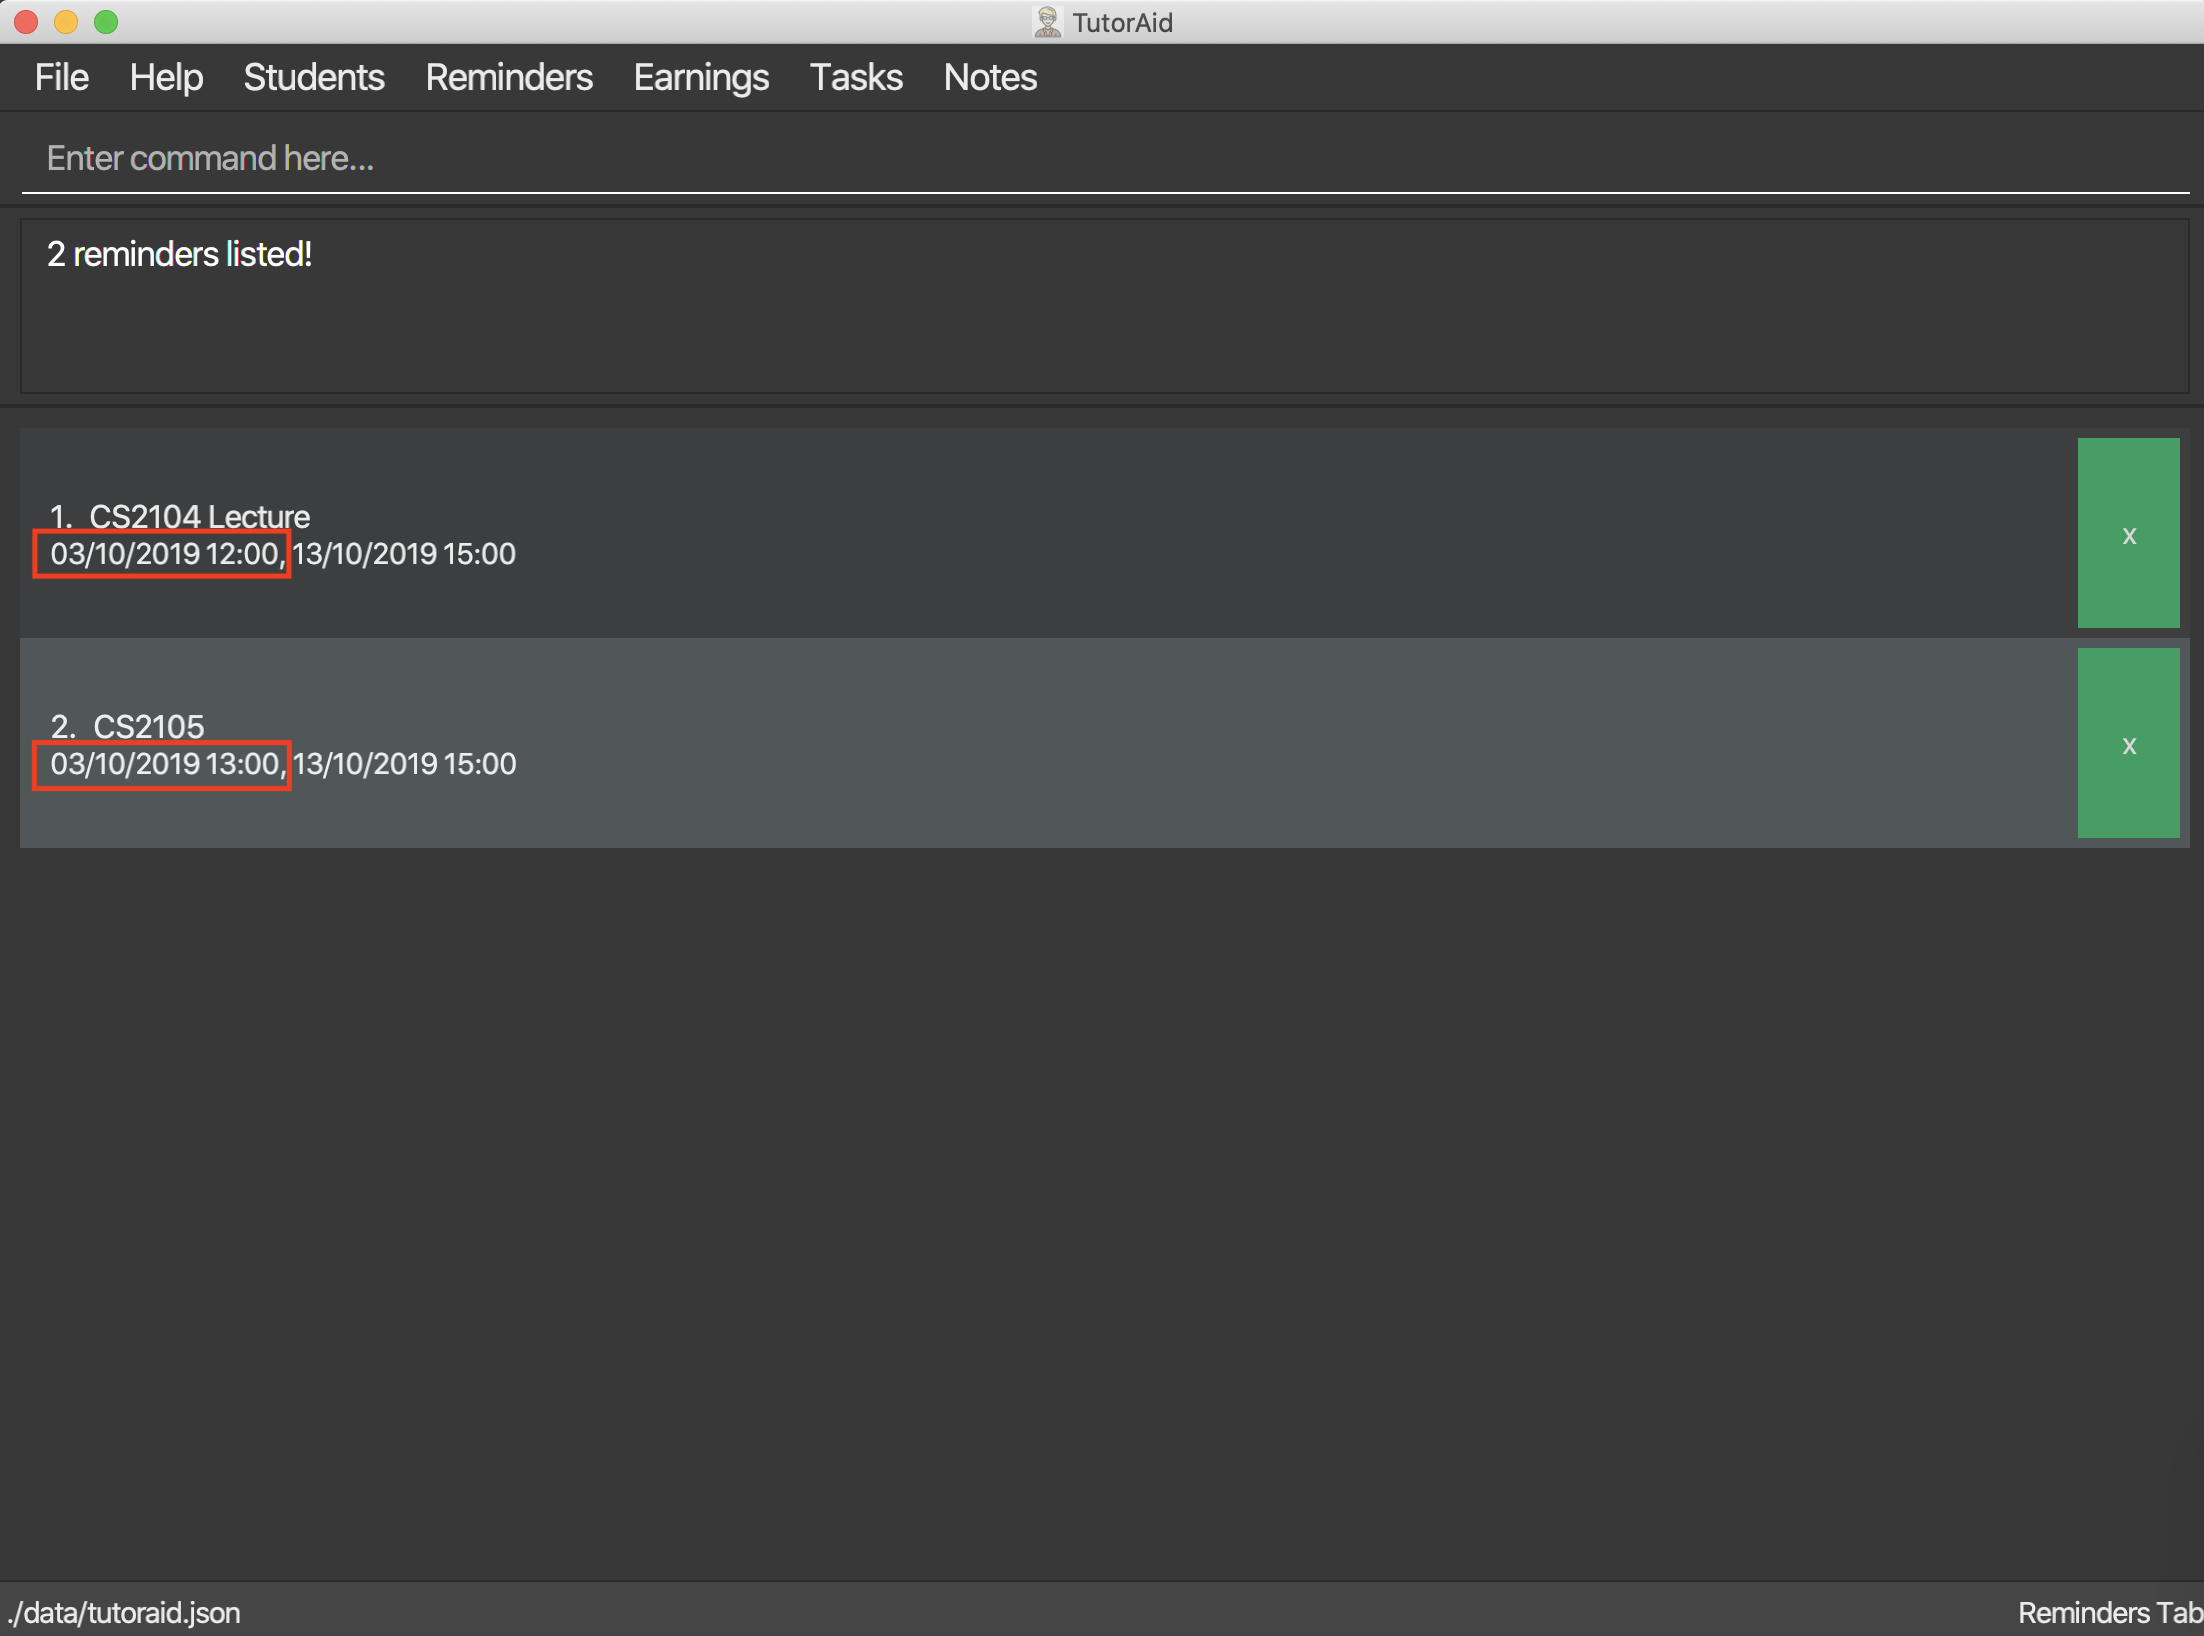 TutorAid
File Help Students Reminders Earnings Tasks Notes
Enter command here...
2 reminders listed!
1. CS2104 Lecture
03/10/2019 12:00, 13/10/2019 15:00
x
2. CS2105
03/10/2019 13:00, 13/10/2019 15:00
x
./data/tutoraid.json
Reminders Tab